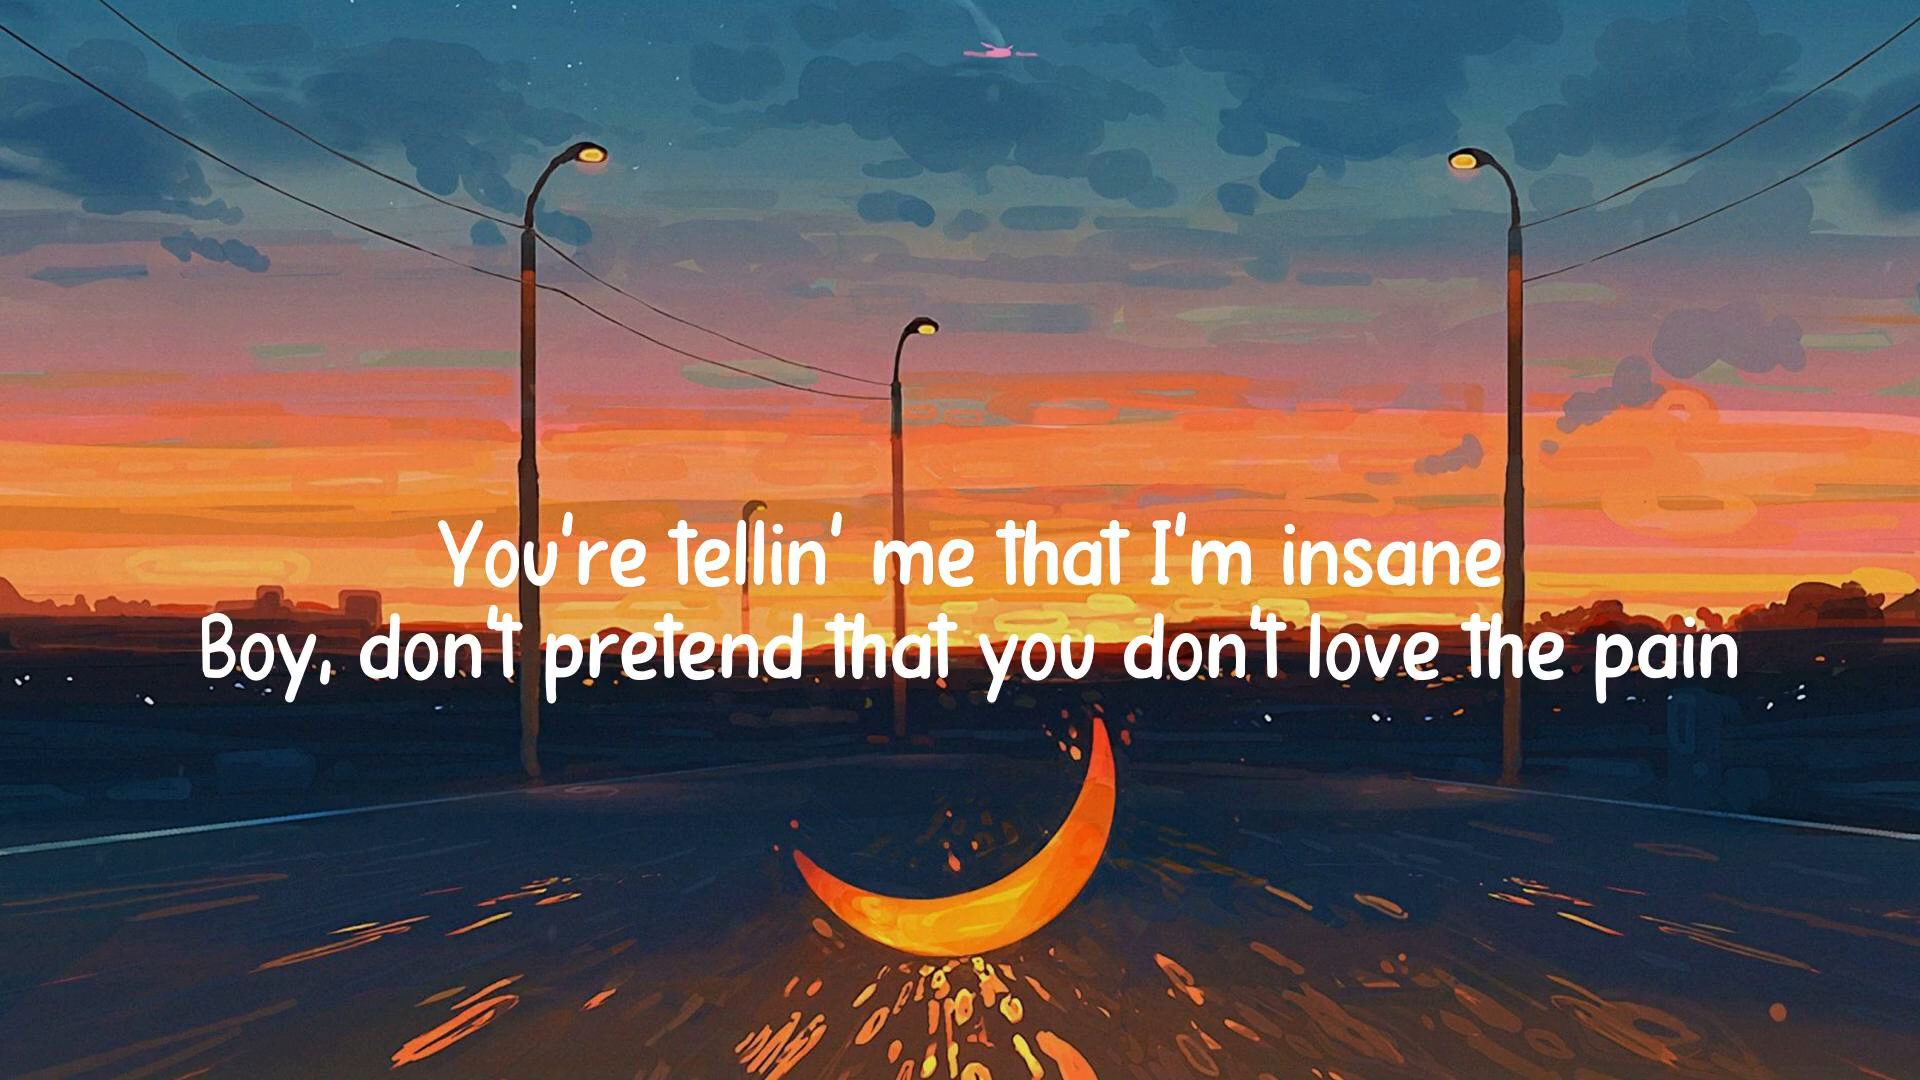 You're tellin' me that I'm insane
Boy, don't pretend that you don't love the pain